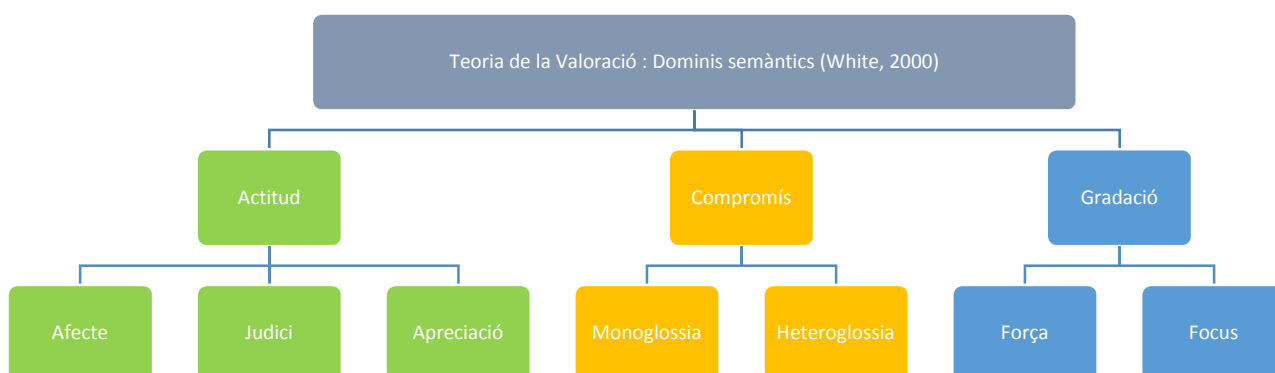 Teoria de la Valoració : Dominis semàntics (White, 2000)
Actitud
Compromís
Gradació
Afecte
Judici
Apreciació
Monoglossia
Heteroglossia
Força
Focus